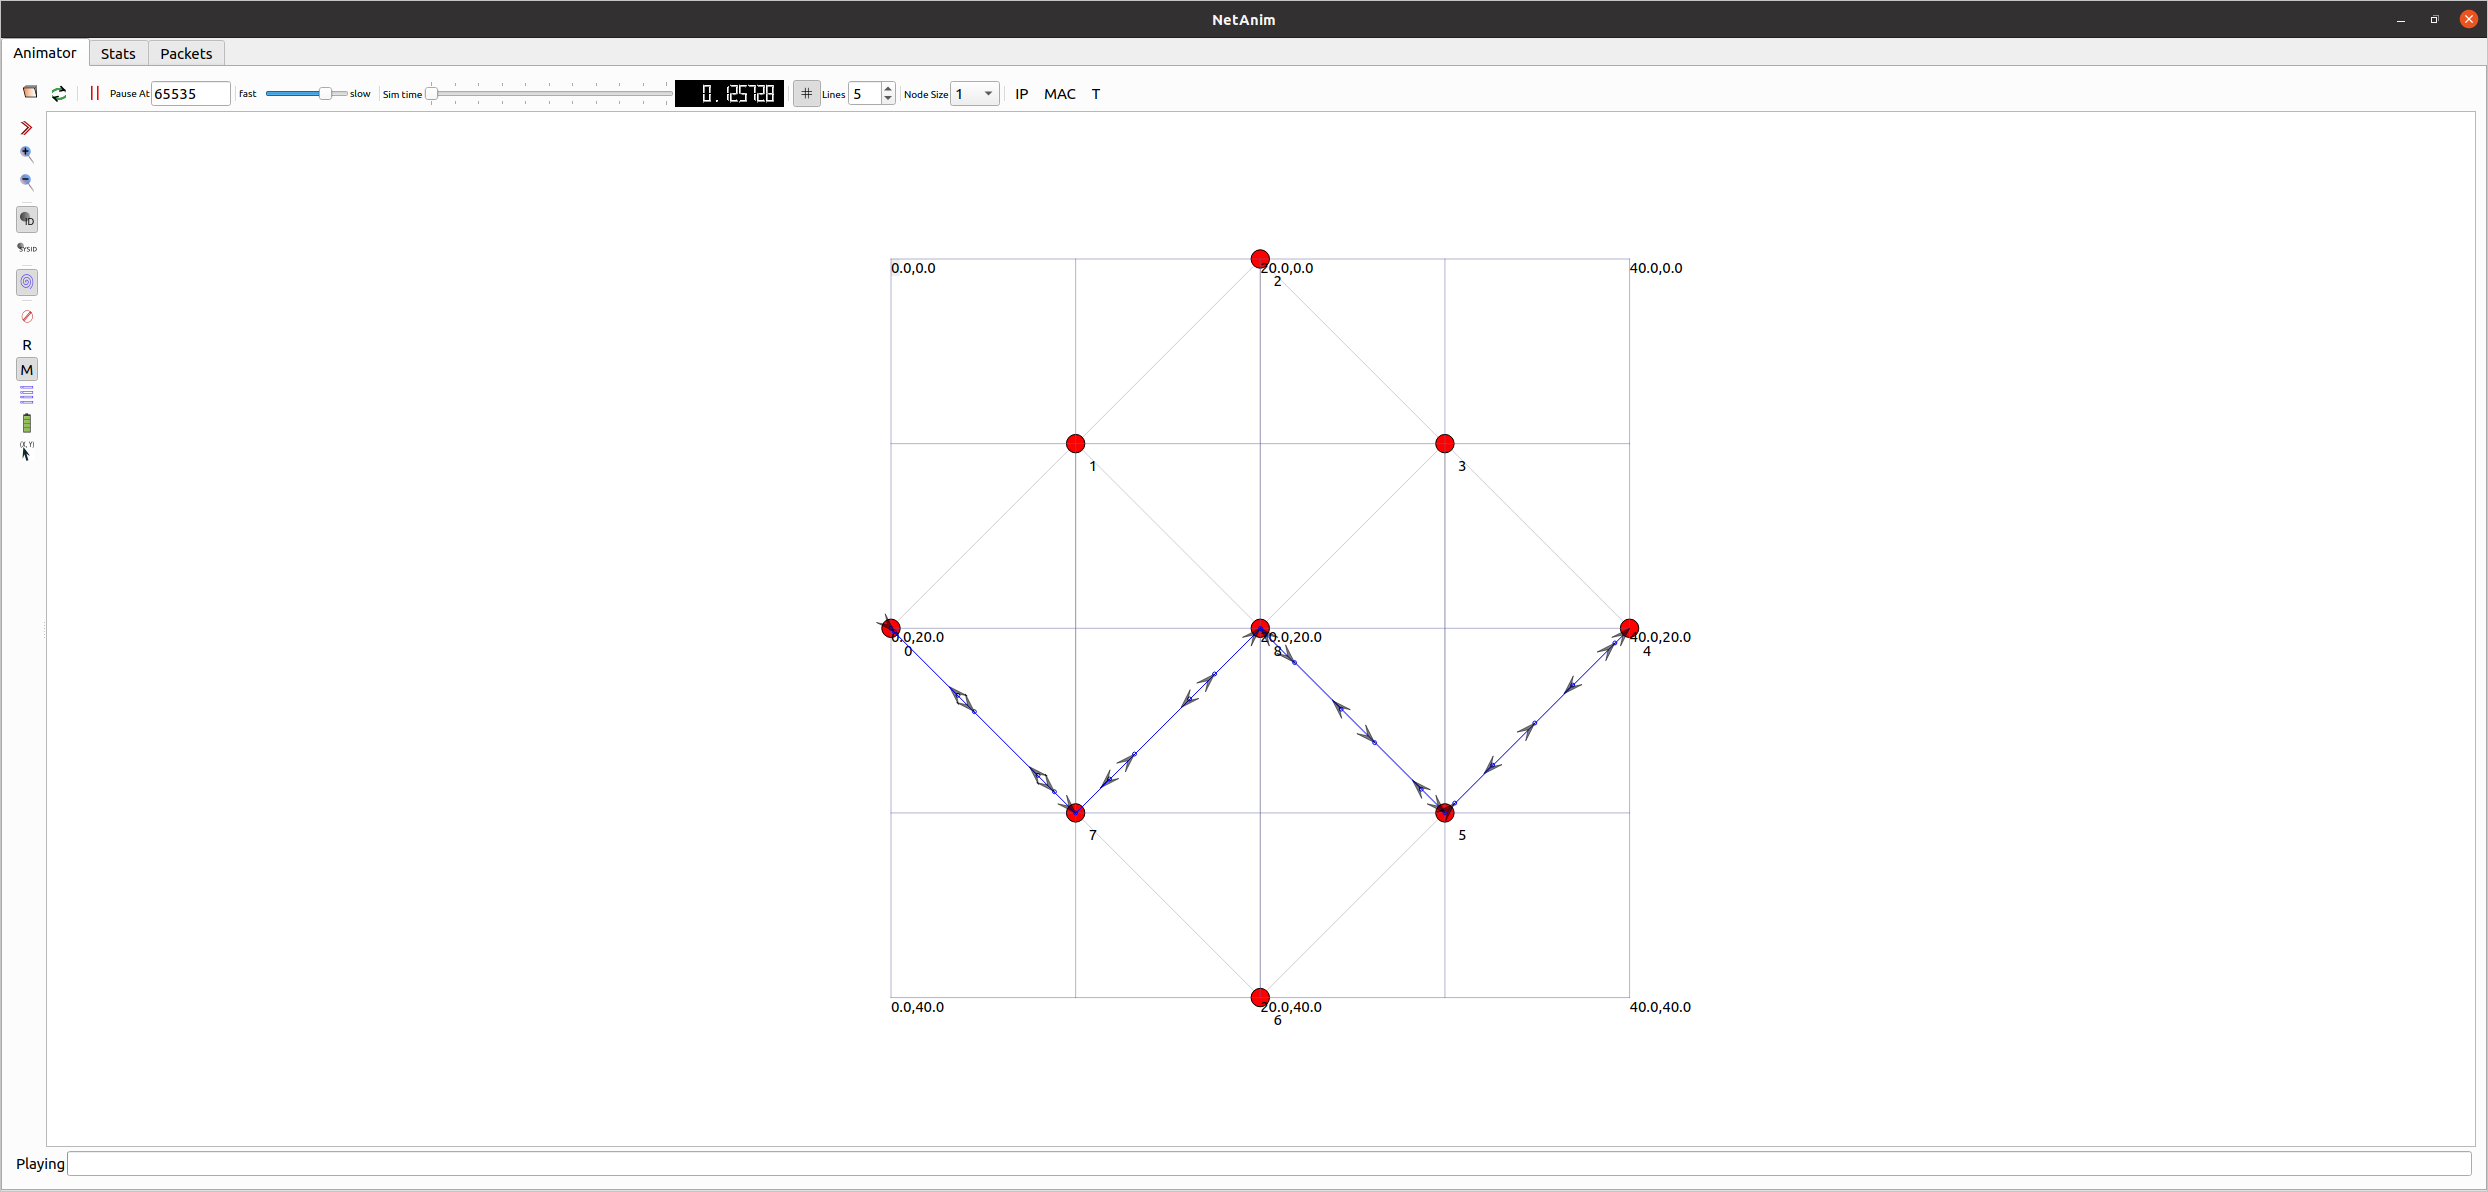 NetAnim
Animator Stats Packets
Pause At 65535 fast slow Sim time 0.125728 # Lines 5 Node Size 1 IP MAC T
ID
SYSID
R
M
(X, Y)
0.0,0.0 20.0,0.0 40.0,0.0
2
1 3
0.0,20.0 20.0,20.0 40.0,20.0
0 8 4
7 5
0.0,40.0 20.0,40.0 40.0,40.0
6
Playing